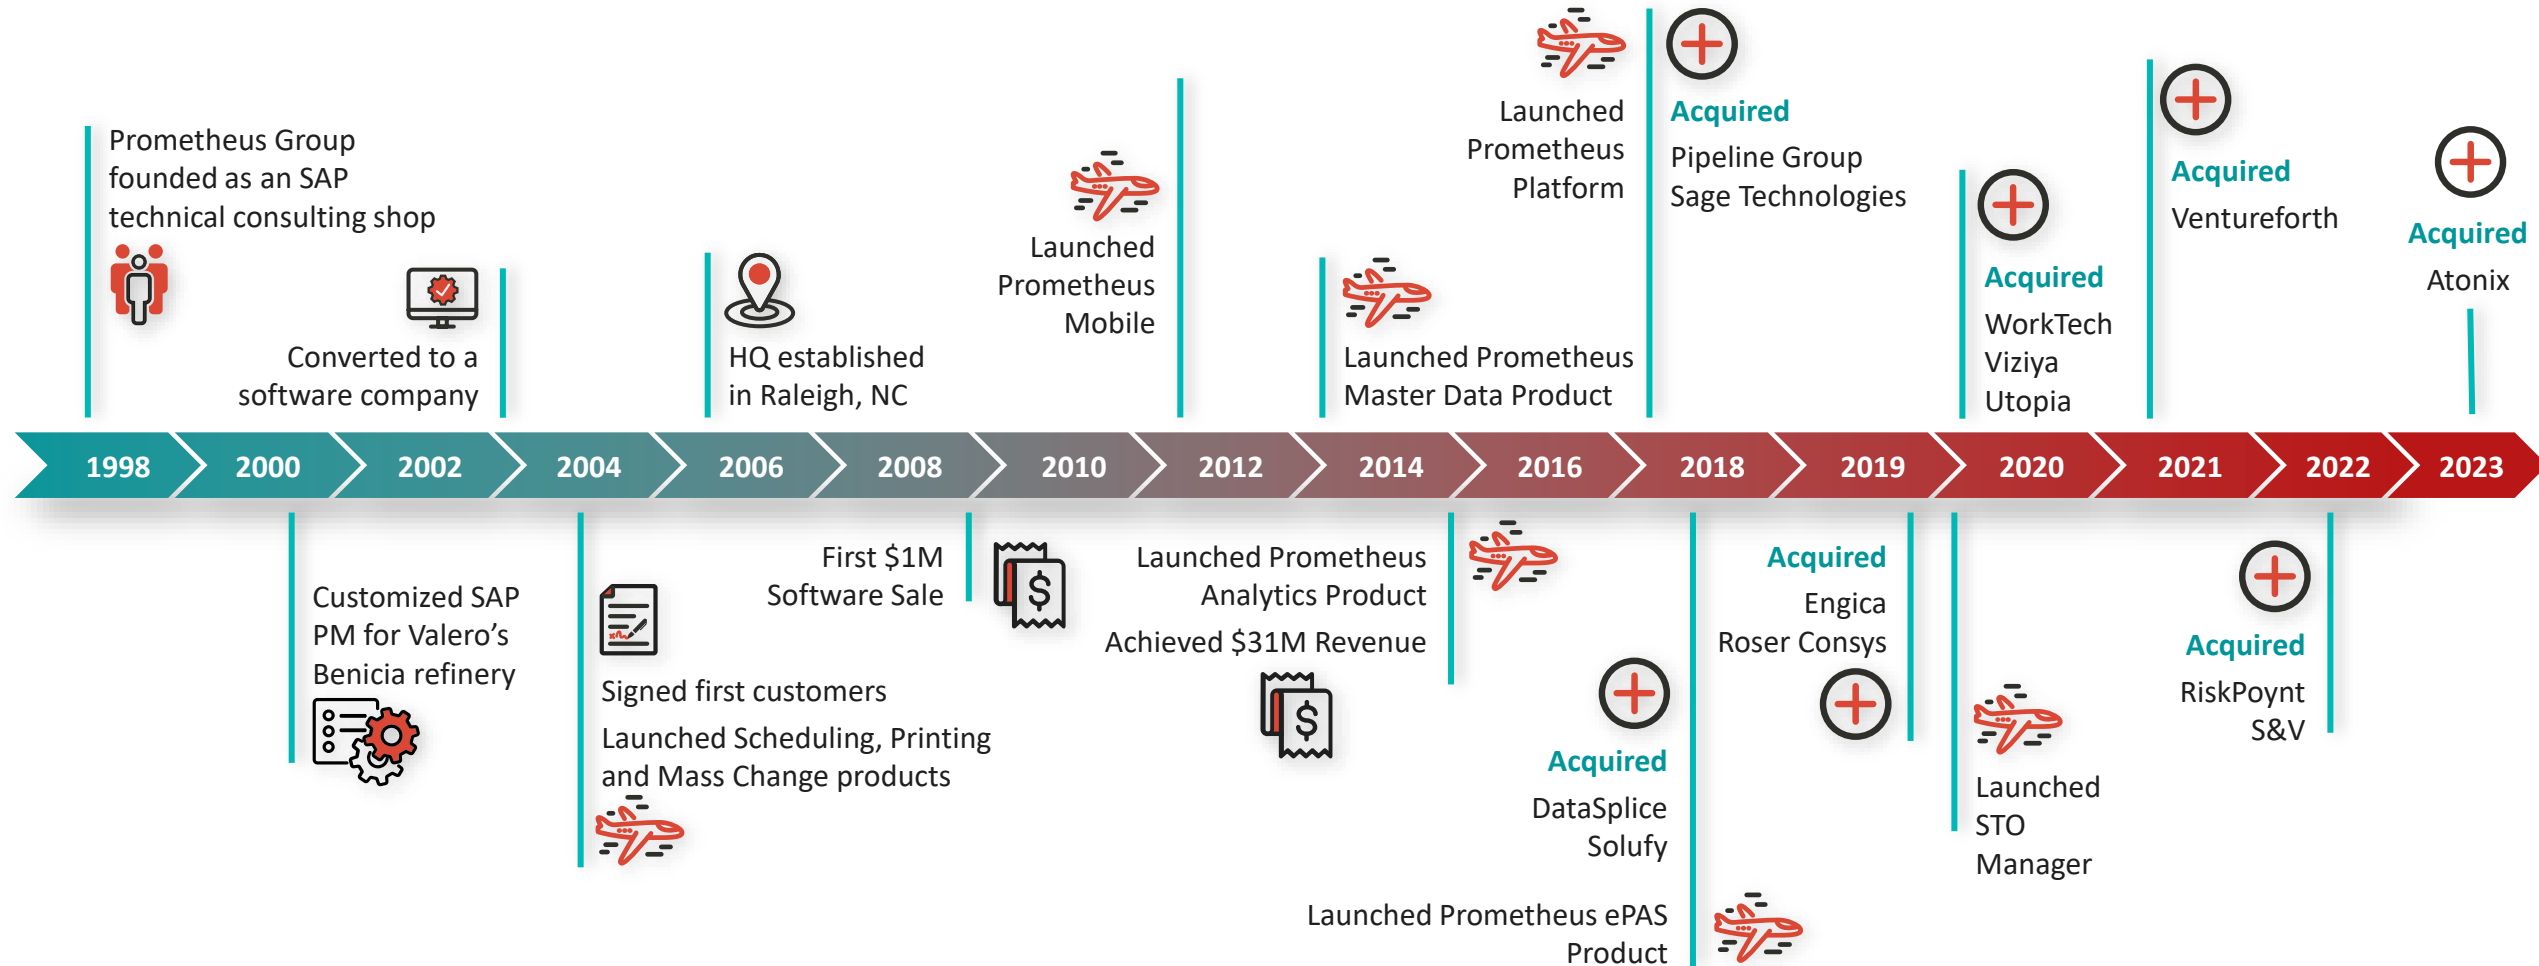 Prometheus Group
founded as an SAP
technical consulting shop
Converted to a
software company
HQ established
in Raleigh, NC
Launched
Prometheus
Mobile
Launched Prometheus
Master Data Product
Launched
Prometheus
Platform
Acquired
Pipeline Group
Sage Technologies
Acquired
WorkTech
Viziya
Utopia
Acquired
Ventureforth
Acquired
Atonix
1998 2000 2002 2004 2006 2008 2010 2012 2014 2016 2018 2019 2020 2021 2022 2023
Customized SAP
PM for Valero’s
Benicia refinery
Signed first customers
Launched Scheduling, Printing
and Mass Change products
First $1M
Software Sale
$
Launched Prometheus
Analytics Product
Achieved $31M Revenue
$
Acquired
DataSplice
Solufy
Launched Prometheus ePAS
Product
Acquired
Engica
Roser Consys
Launched
STO
Manager
Acquired
RiskPoynt
S&V